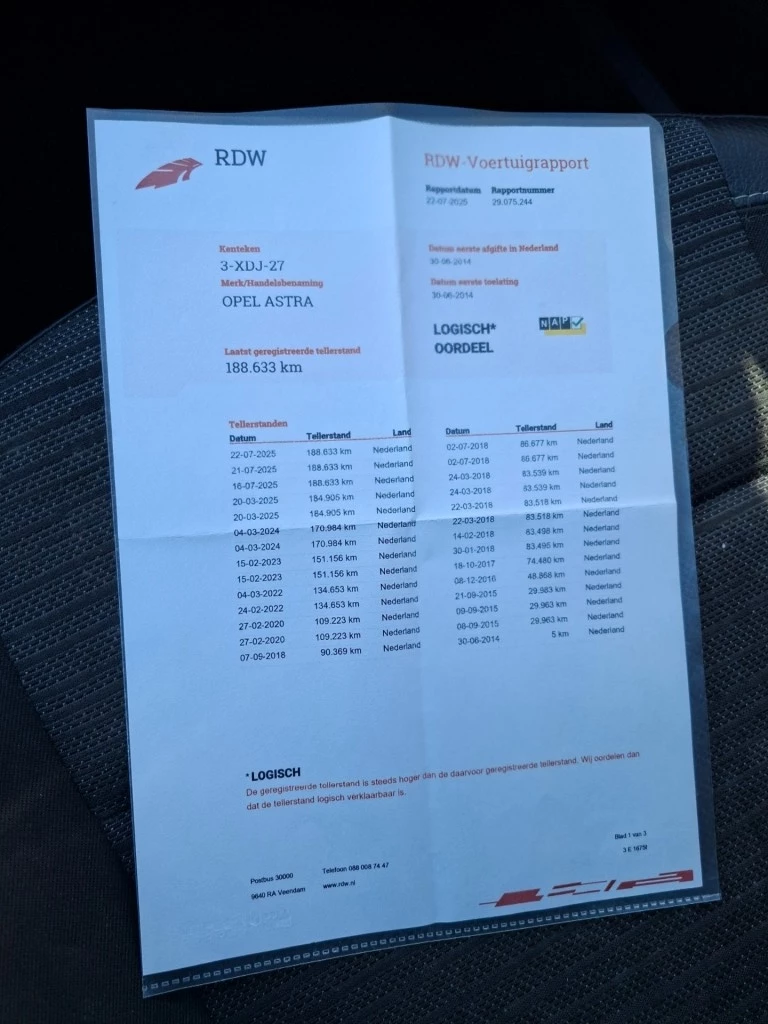 RDW
RDW-Voertuigrapport
Rapportdatum Rapportnummer
22-07-2025 29.075.244
Kenteken
3-XDJ-27
Merk/Handelsbenaming
OPEL ASTRA
Laatst geregistreerde tellerstand
188.633 km
Datum eerste afgifte in Nederland
30-06-2014
Datum eerste toelating
30-06-2014
LOGISCH*
OORDEEL
NAP
Tellerstanden
Datum Tellerstand Land
22-07-2025 188.633 km Nederland
21-07-2025 188.633 km Nederland
16-07-2025 188.633 km Nederland
20-03-2025 184.905 km Nederland
20-03-2025 184.905 km Nederland
04-03-2024 170.984 km Nederland
04-03-2024 170.984 km Nederland
15-02-2023 151.156 km Nederland
15-02-2023 151.156 km Nederland
04-03-2022 134.653 km Nederland
24-02-2022 134.653 km Nederland
27-02-2020 109.223 km Nederland
27-02-2020 109.223 km Nederland
07-09-2018 90.369 km Nederland
Datum Tellerstand Land
02-07-2018 86.677 km Nederland
02-07-2018 86.677 km Nederland
24-03-2018 83.539 km Nederland
24-03-2018 83.539 km Nederland
22-03-2018 83.518 km Nederland
22-03-2018 83.518 km Nederland
14-02-2018 83.498 km Nederland
30-01-2018 83.495 km Nederland
18-10-2017 74.480 km Nederland
08-12-2016 48.868 km Nederland
21-09-2015 29.983 km Nederland
09-09-2015 29.963 km Nederland
08-09-2015 29.963 km Nederland
30-06-2014 5 km Nederland
* LOGISCH
De geregistreerde tellerstand is steeds hoger dan de daarvoor geregistreerde tellerstand. Wij oordelen dan
dat de tellerstand logisch verklaarbaar is.
Postbus 30000 Telefoon 088 008 74 47
9640 RA Veendam www.rdw.nl
Blad 1 van 3